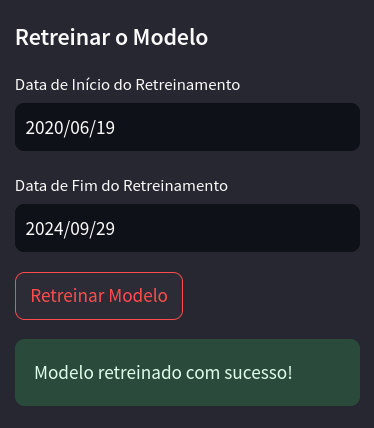 Retreinar o Modelo
Data de Início do Retreinamento
2020/06/19
Data de Fim do Retreinamento
2024/09/29
Retreinar Modelo
Modelo retreinado com sucesso!